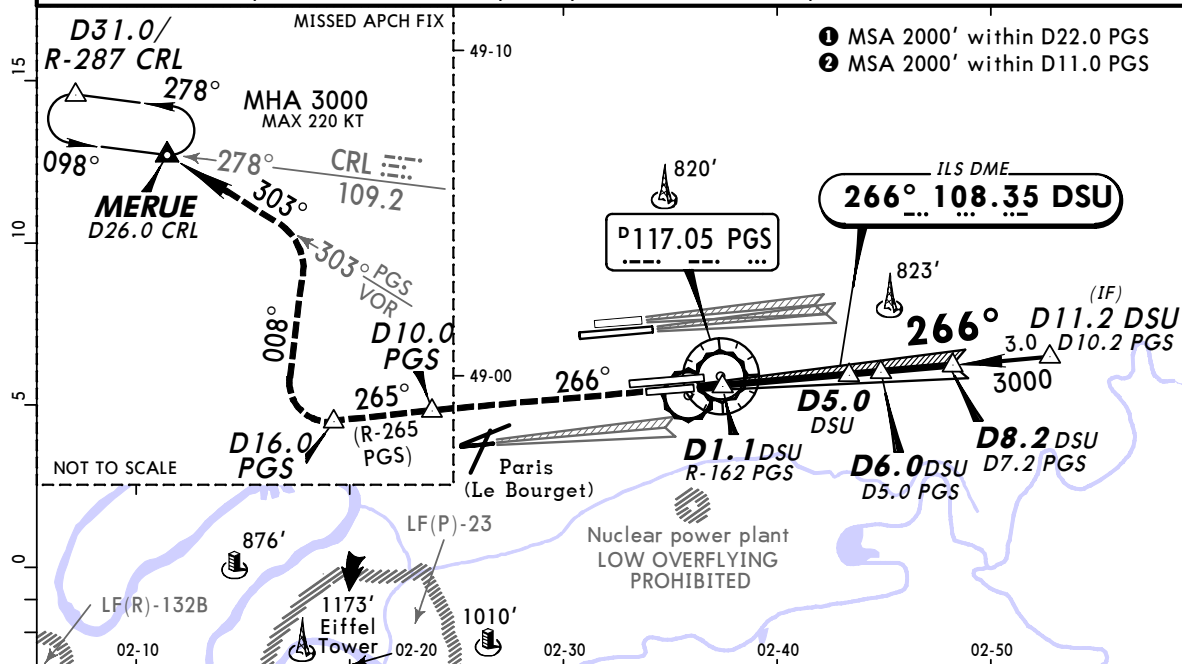 MISSED APCH FIX
D31.0/
R-287 CRL
278°
MHA 3000
MAX 220 KT
098°
278°
CRL
109.2
MERUE
D26.0 CRL
303°
303° PGS
VOR
008°
D10.0
PGS
265°
(R-265
PGS)
D16.0
PGS
NOT TO SCALE
❶ MSA 2000' within D22.0 PGS
❷ MSA 2000' within D11.0 PGS
49-10
49-00
15
10
5
0
820'
ILS DME
266° 108.35 DSU
D117.05 PGS
823'
(IF)
D11.2 DSU
D10.2 PGS
266°
3.0
3000
266°
D5.0
DSU
D1.1 DSU
R-162 PGS
D6.0 DSU
D5.0 PGS
D8.2 DSU
D7.2 PGS
Paris
(Le Bourget)
Nuclear power plant
LOW OVERFLYING
PROHIBITED
LF(P)-23
876'
LF(R)-132B
1173'
Eiffel
Tower
1010'
02-10
02-20
02-30
02-40
02-50